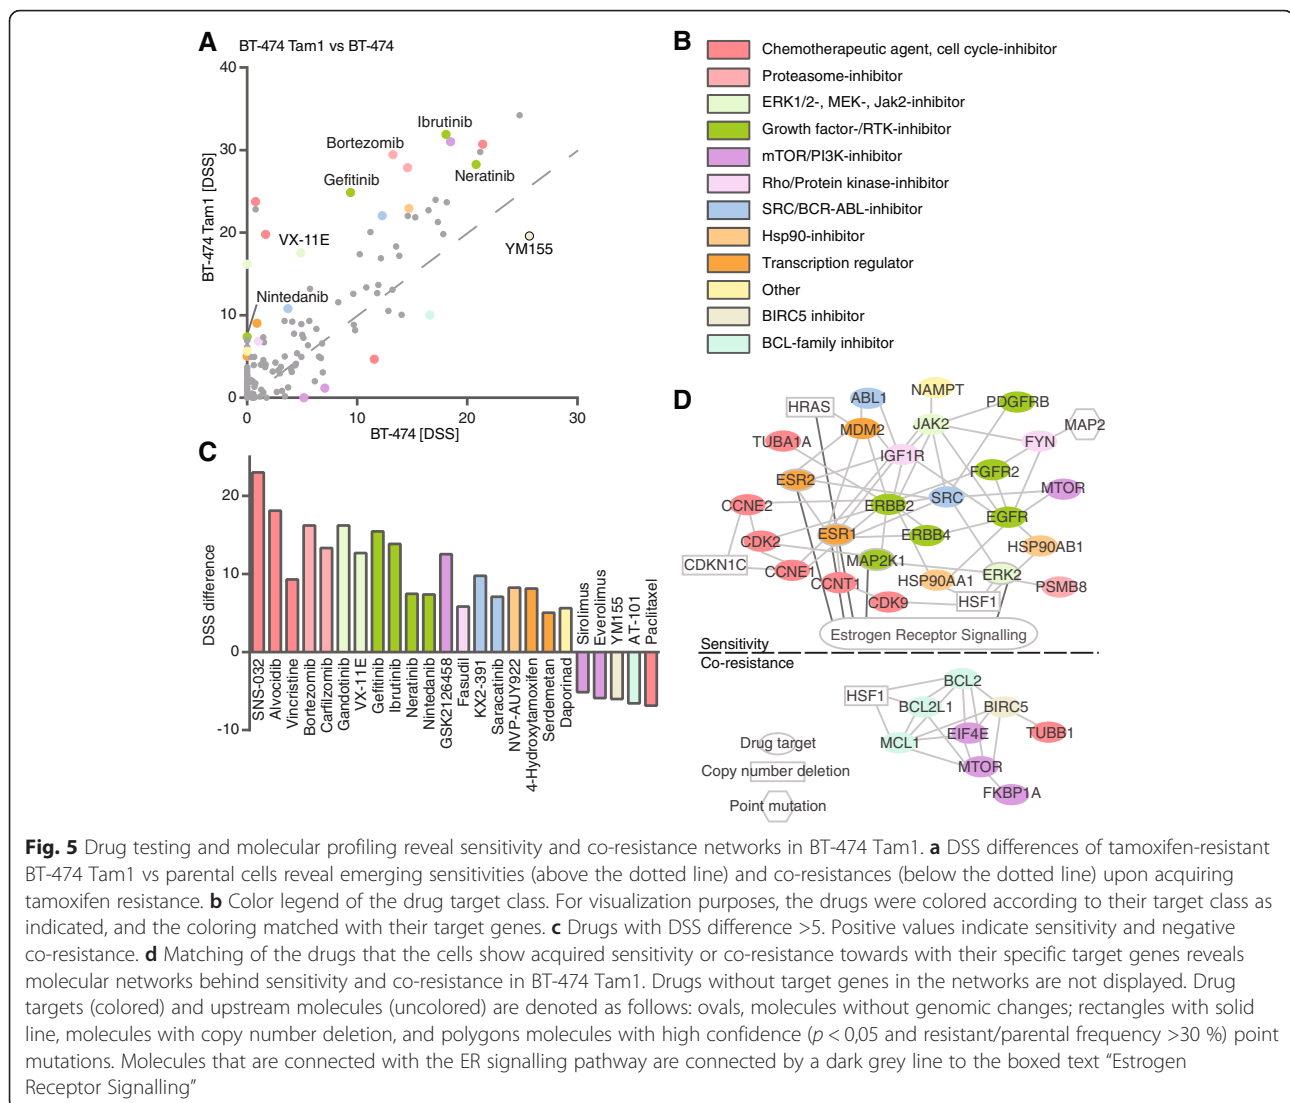 A
BT-474 Tam1 vs BT-474
BT-474 Tam1 [DSS]
40
30
20
10
0
0
10
20
30
BT-474 [DSS]
Ibrutinib
Bortezomib
Gefitinib
Neratinib
VX-11E
YM155
Nintedanib
B
Chemotherapeutic agent, cell cycle-inhibitor
Proteasome-inhibitor
ERK1/2-, MEK-, Jak2-inhibitor
Growth factor-/RTK-inhibitor
mTOR/PI3K-inhibitor
Rho/Protein kinase-inhibitor
SRC/BCR-ABL-inhibitor
Hsp90-inhibitor
Transcription regulator
Other
BIRC5 inhibitor
BCL-family inhibitor
C
DSS difference
20
10
0
-10
SNS-032
Alvocidib
Vincristine
Bortezomib
Carfilzomib
Gandotinib
VX-11E
Gefitinib
Ibrutinib
Neratinib
Nintedanib
GSK2126458
Fasudil
KX2-391
Saracatinib
NVP-AUY922
4-Hydroxytamoxifen
Serdemetan
Daporinad
Sirolimus
Everolimus
YM155
AT-101
Paclitaxel
D
HRAS
ABL1
NAMPT
PDGFRB
MAP2
MDM2
JAK2
FYN
TUBA1A
IGF1R
FGFR2
ESR2
SRC
MTOR
CCNE2
ERBB2
EGFR
CDK2
ESR1
ERBB4
HSP90AB1
CDKN1C
CCNE1
MAP2K1
CCNT1
HSP90AA1
ERK2
PSMB8
CDK9
HSF1
Estrogen Receptor Signalling
Sensitivity
Co-resistance
BCL2
HSF1
BCL2L1
BIRC5
MCL1
EIF4E
TUBB1
MTOR
FKBP1A
Drug target
Copy number deletion
Point mutation
Fig. 5 Drug testing and molecular profiling reveal sensitivity and co-resistance networks in BT-474 Tam1. a DSS differences of tamoxifen-resistant
BT-474 Tam1 vs parental cells reveal emerging sensitivities (above the dotted line) and co-resistances (below the dotted line) upon acquiring
tamoxifen resistance. b Color legend of the drug target class. For visualization purposes, the drugs were colored according to their target class as
indicated, and the coloring matched with their target genes. c Drugs with DSS difference >5. Positive values indicate sensitivity and negative
co-resistance. d Matching of the drugs that the cells show acquired sensitivity or co-resistance towards with their specific target genes reveals
molecular networks behind sensitivity and co-resistance in BT-474 Tam1. Drugs without target genes in the networks are not displayed. Drug
targets (colored) and upstream molecules (uncolored) are denoted as follows: ovals, molecules without genomic changes; rectangles with solid
line, molecules with copy number deletion, and polygons molecules with high confidence (p < 0,05 and resistant/parental frequency >30 %) point
mutations. Molecules that are connected with the ER signalling pathway are connected by a dark grey line to the boxed text “Estrogen
Receptor Signalling”